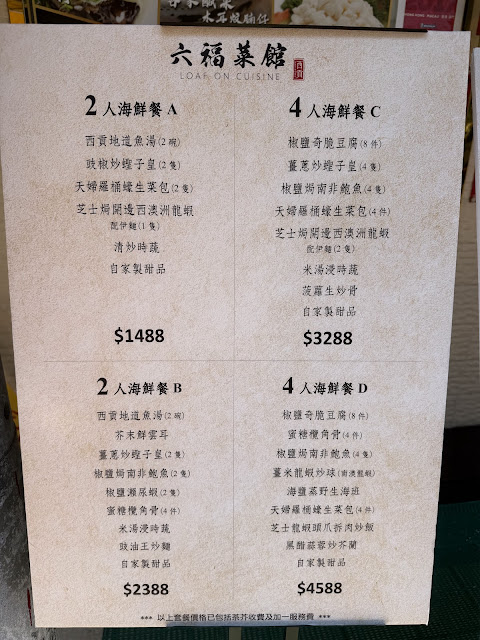 六福菜館
LOAF ON CUISINE
西貢
2人海鮮餐 A
西貢地道魚湯(2 碗)
豉椒炒蟶子皇(2 隻)
天婦羅桶蠔生菜包(2 隻)
芝士焗開邊西澳洲龍蝦
配伊麵(1 隻)
清炒時蔬
自家製甜品
$1488
4人海鮮餐 C
椒鹽奇脆豆腐(8 件)
薑蔥炒蟶子皇(4 隻)
椒鹽焗南非鮑魚(4 隻)
天婦羅桶蠔生菜包(4 件)
芝士焗開邊西澳洲龍蝦
配伊麵(2 隻)
米湯浸時蔬
菠蘿生炒骨
自家製甜品
$3288
2人海鮮餐 B
西貢地道魚湯(2 碗)
芥末鮮雲耳
薑蔥炒蟶子皇(2 隻)
椒鹽焗南非鮑魚(2 隻)
椒鹽瀨尿蝦(2 隻)
蜜糖欖角骨(4 件)
米湯浸時蔬
豉油王炒麵
自家製甜品
$2388
4人海鮮餐 D
椒鹽奇脆豆腐(8 件)
蜜糖欖角骨(4 件)
椒鹽焗南非鮑魚(4 隻)
薑米龍蝦炒球(南澳龍蝦)
海鹽蒸野生海班
天婦羅桶蠔生菜包(4 件)
芝士龍蝦頭爪拆肉炒飯
黑醋蒜蓉炒芥蘭
自家製甜品
$4588
*** 以上套餐價格已包括茶芥收費及加一服務費 ***